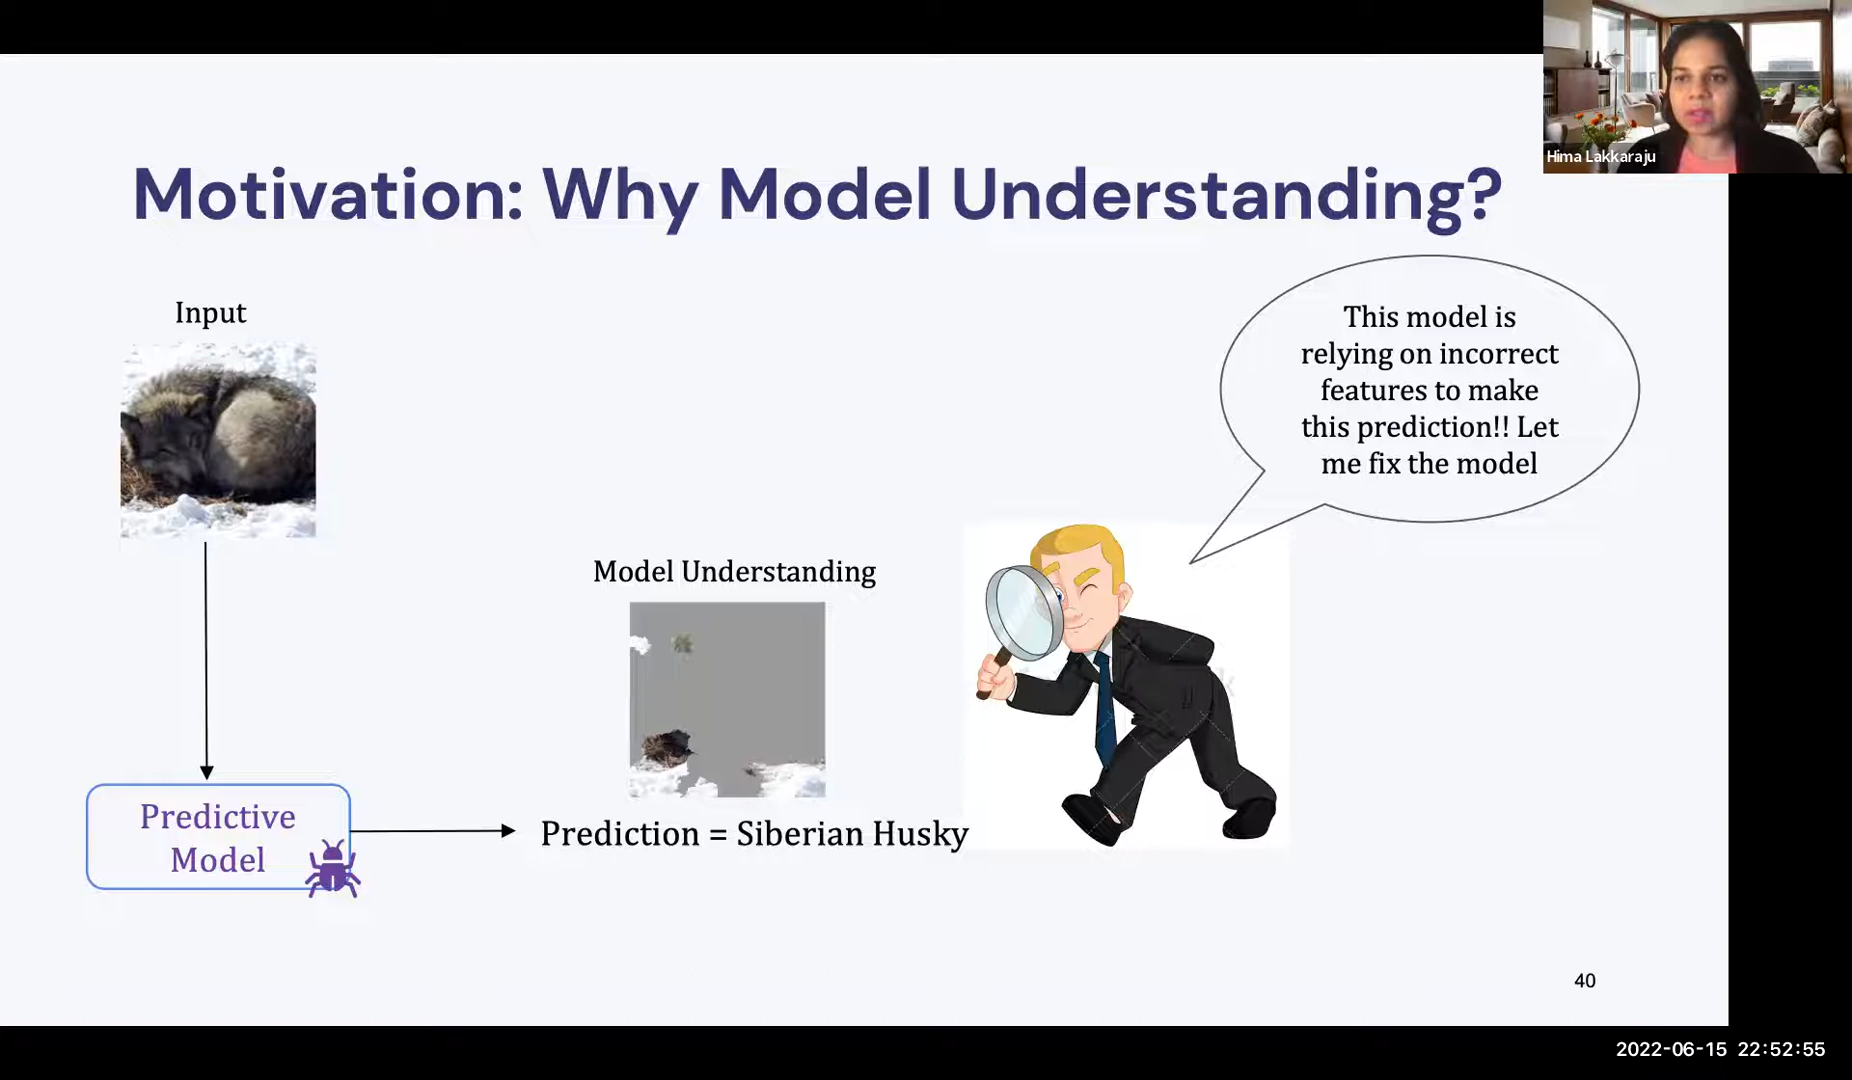 Hima Lakkaraju
Motivation: Why Model Understanding?
Input
This model is
relying on incorrect
features to make
this prediction!! Let
me fix the model
Model Understanding
Predictive
Model
Prediction = Siberian Husky
40
2022-06-15 22:52:55